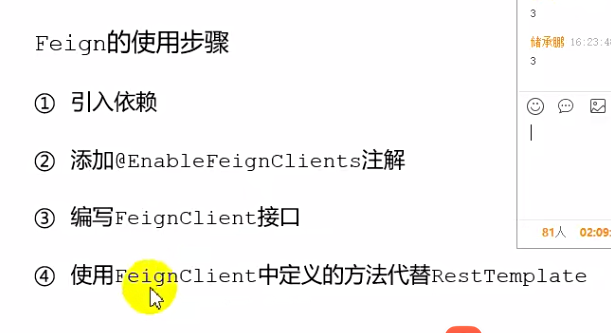 Feign的使用步骤
① 引入依赖
② 添加@EnableFeignClients注解
③ 编写FeignClient接口
④ 使用FeignClient中定义的方法代替RestTemplate
3
储承鹏 16:23:4
3
81人 02:09: